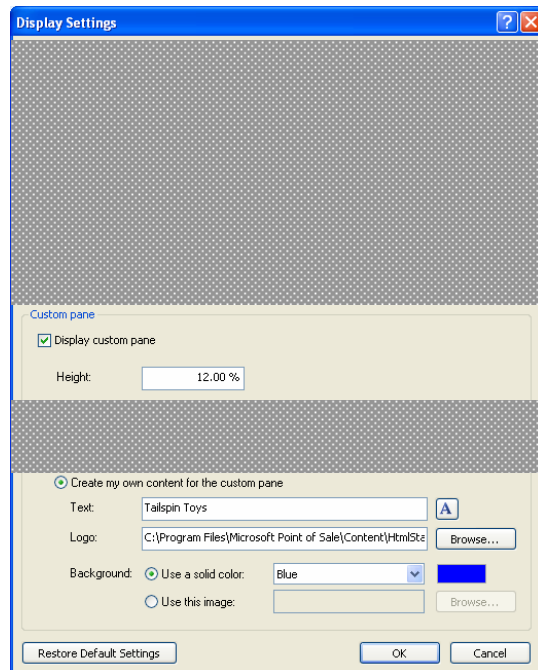 Display Settings
Custom pane
Display custom pane
Height: 12.00 %
Create my own content for the custom pane
Text: Tailspin Toys A
Logo: C:\Program Files\Microsoft Point of Sale\Content\HtmlSta Browse...
Background: Use a solid color: Blue
Use this image: Browse...
Restore Default Settings OK Cancel